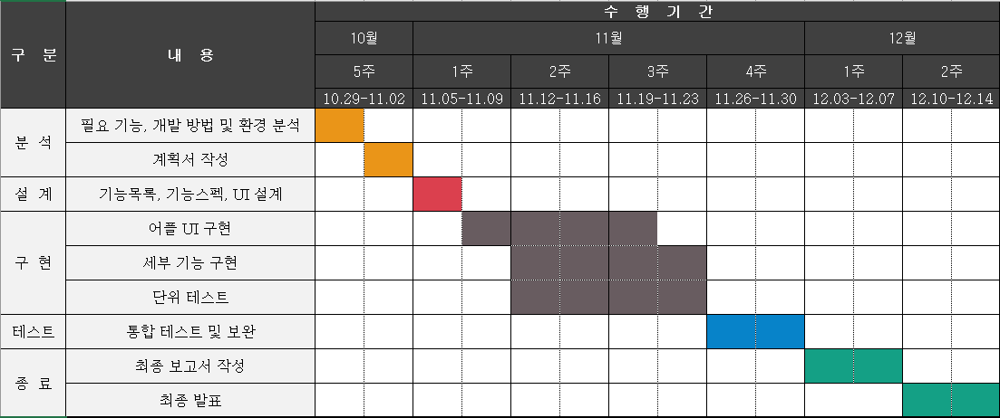 수 행 기 간
구 분
내 용
10월
11월
12월
5주
1주
2주
3주
4주
1주
2주
10.29-11.02
11.05-11.09
11.12-11.16
11.19-11.23
11.26-11.30
12.03-12.07
12.10-12.14
분 석
필요 기능, 개발 방법 및 환경 분석
계획서 작성
설 계
기능목록, 기능스펙, UI 설계
구 현
어플 UI 구현
세부 기능 구현
단위 테스트
테스트
통합 테스트 및 보완
종 료
최종 보고서 작성
최종 발표